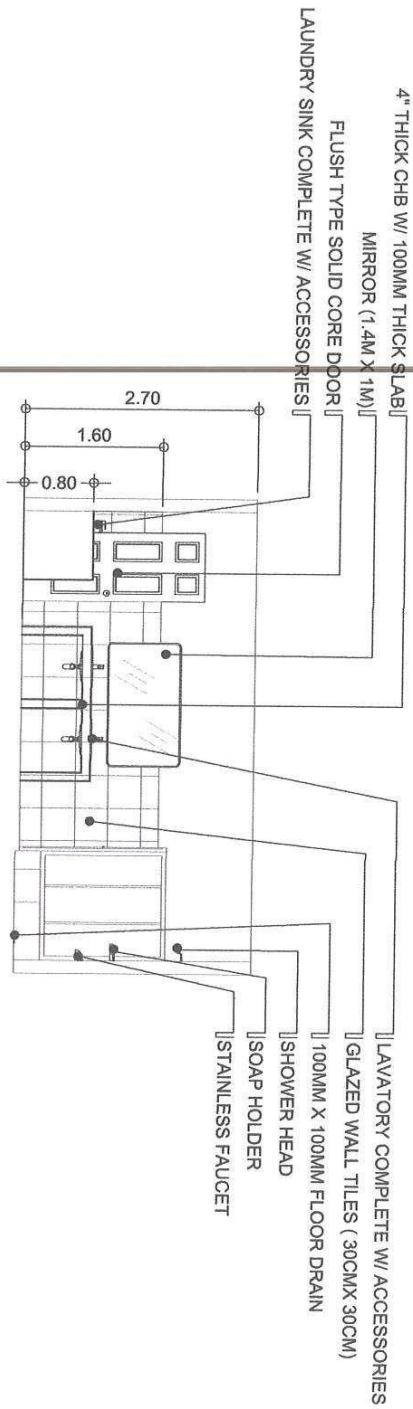 4" THICK CHB W/ 100MM THICK SLAB
MIRROR (1.4M X 1M)
FLUSH TYPE SOLID CORE DOOR
LAUNDRY SINK COMPLETE W/ ACCESSORIES
2.70
1.60
0.80
LAVATORY COMPLETE W/ ACCESSORIES
GLAZED WALL TILES ( 30CMX 30CM)
100MM X 100MM FLOOR DRAIN
SHOWER HEAD
SOAP HOLDER
STAINLESS FAUCET